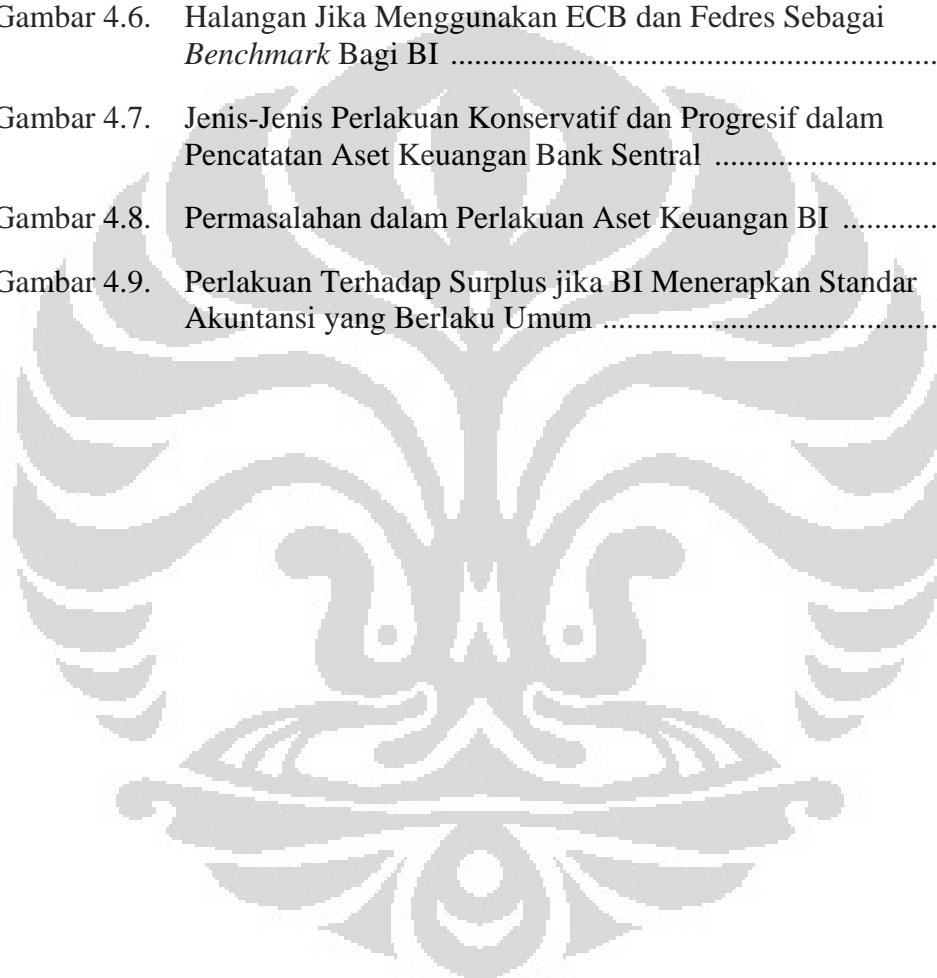 Gambar 4.6. Halangan Jika Menggunakan ECB dan Fedres Sebagai
Benchmark Bagi BI ....................................................
Gambar 4.7. Jenis-Jenis Perlakuan Konservatif dan Progresif dalam
Pencatatan Aset Keuangan Bank Sentral ............................
Gambar 4.8. Permasalahan dalam Perlakuan Aset Keuangan BI ............
Gambar 4.9. Perlakuan Terhadap Surplus jika BI Menerapkan Standar
Akuntansi yang Berlaku Umum ..........................................